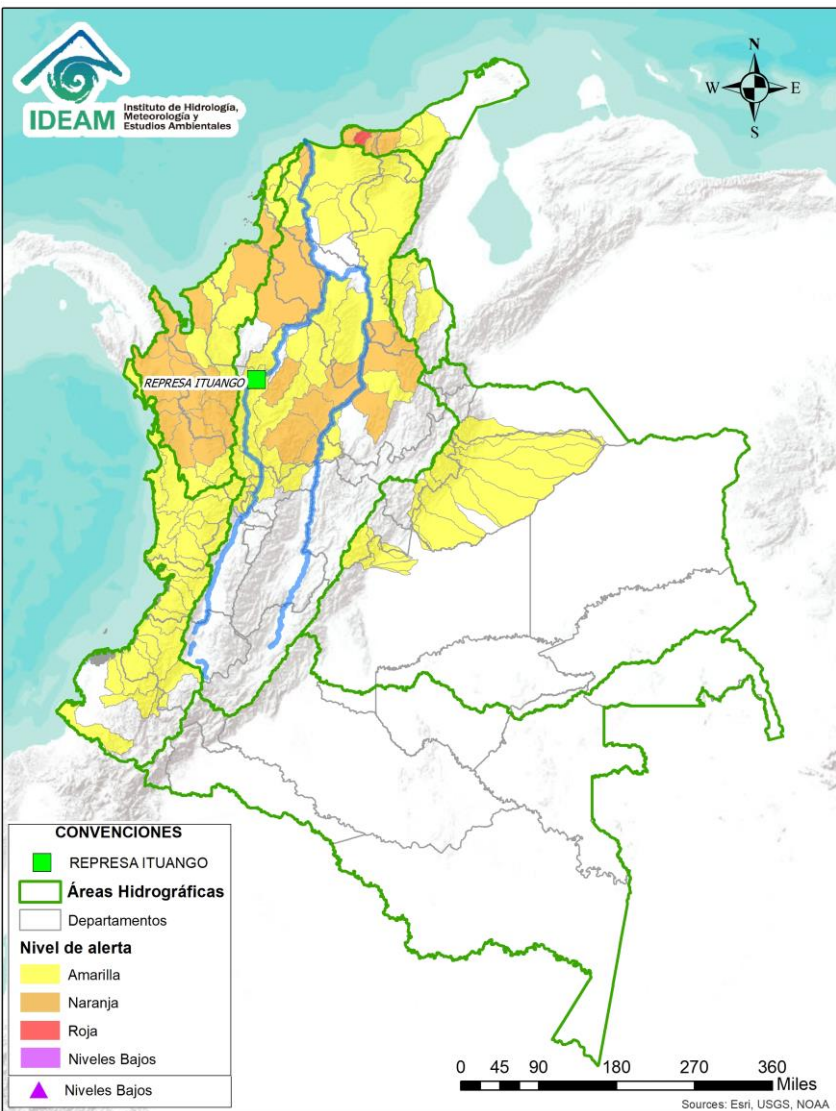 IDEAM
Instituto de Hidrología,
Meteorología y
Estudios Ambientales
N
W
E
S
REPRESA ITUANGO
CONVENCIONES
REPRESA ITUANGO
Áreas Hidrográficas
Departamentos
Nivel de alerta
Amarilla
Naranja
Roja
Niveles Bajos
Niveles Bajos
0 45 90 180 270 360
Miles
Sources: Esri, USGS, NOAA